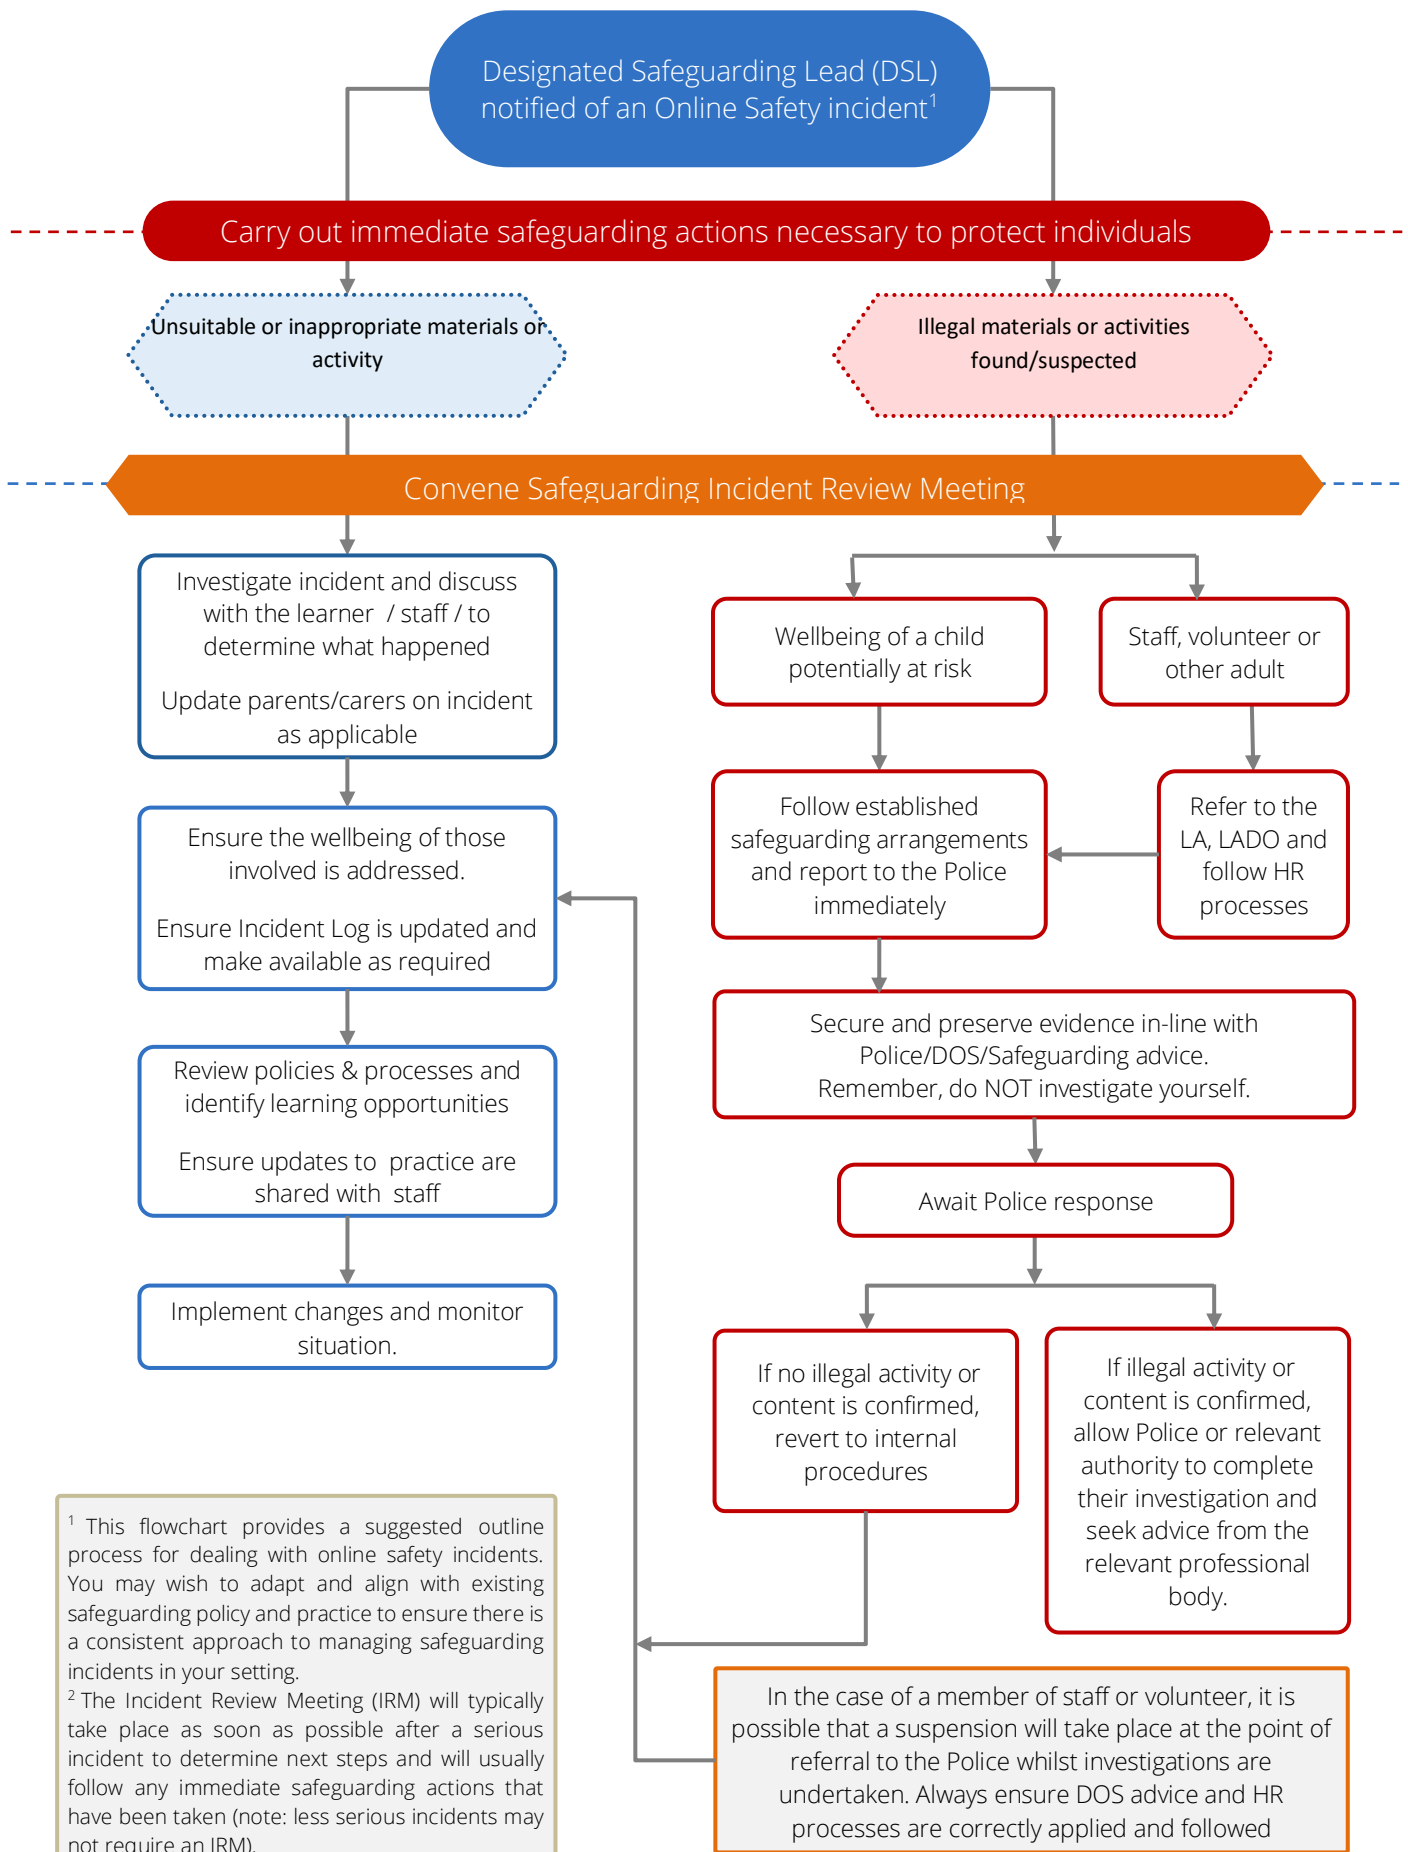 Designated Safeguarding Lead (DSL)
notified of an Online Safety incident¹
Carry out immediate safeguarding actions necessary to protect individuals
Unsuitable or inappropriate materials or
activity
Illegal materials or activities
found/suspected
Convene Safeguarding Incident Review Meeting
Investigate incident and discuss
with the learner / staff / to
determine what happened
Update parents/carers on incident
as applicable
Ensure the wellbeing of those
involved is addressed.
Ensure Incident Log is updated and
make available as required
Review policies & processes and
identify learning opportunities
Ensure updates to practice are
shared with staff
Implement changes and monitor
situation.
Wellbeing of a child
potentially at risk
Staff, volunteer or
other adult
Follow established
safeguarding arrangements
and report to the Police
immediately
Refer to the
LA, LADO and
follow HR
processes
Secure and preserve evidence in-line with
Police/DOS/Safeguarding advice.
Remember, do NOT investigate yourself.
Await Police response
If no illegal activity or
content is confirmed,
revert to internal
procedures
If illegal activity or
content is confirmed,
allow Police or relevant
authority to complete
their investigation and
seek advice from the
relevant professional
body.
¹ This flowchart provides a suggested outline
process for dealing with online safety incidents.
You may wish to adapt and align with existing
safeguarding policy and practice to ensure there is
a consistent approach to managing safeguarding
incidents in your setting.
² The Incident Review Meeting (IRM) will typically
take place as soon as possible after a serious
incident to determine next steps and will usually
follow any immediate safeguarding actions that
have been taken (note: less serious incidents may
not require an IRM).
In the case of a member of staff or volunteer, it is
possible that a suspension will take place at the point of
referral to the Police whilst investigations are
undertaken. Always ensure DOS advice and HR
processes are correctly applied and followed